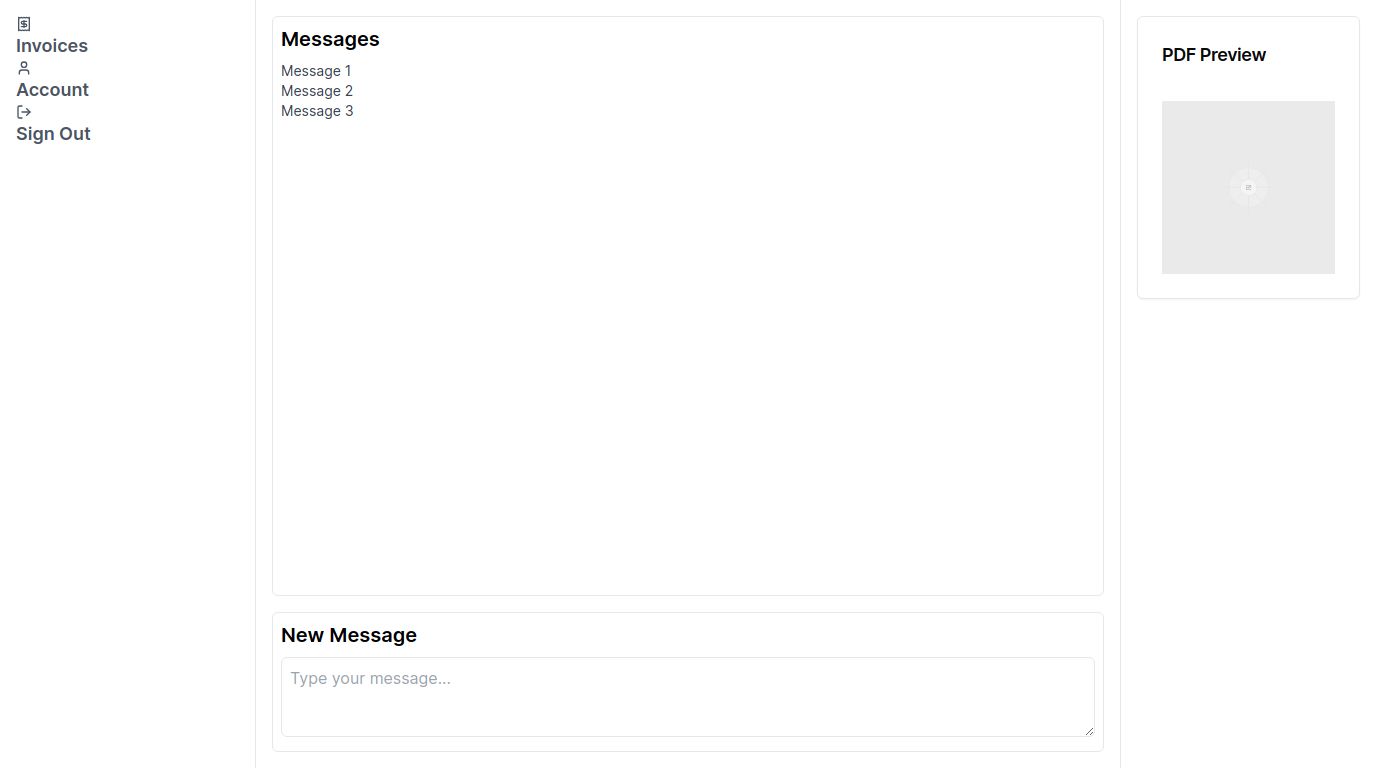 Invoices
Account
Sign Out
Messages
Message 1
Message 2
Message 3
New Message
Type your message...
PDF Preview